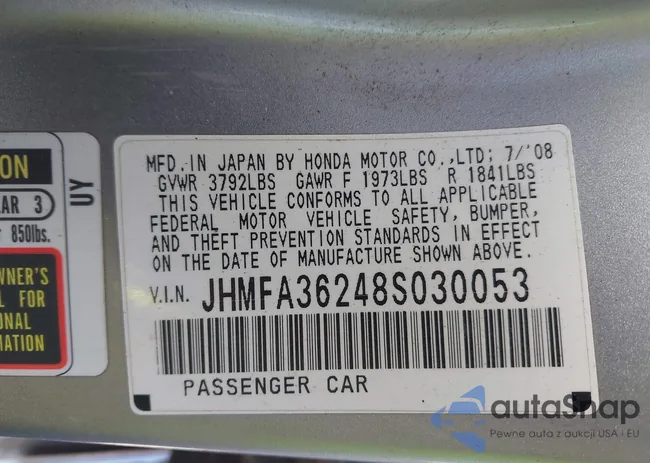 ON
AR 3
850lbs.
WNER'S
L FOR
ONAL
MATION
UY
MFD. IN JAPAN BY HONDA MOTOR CO.,LTD; 7/'08
GVWR 3792LBS GAWR F 1973LBS R 1841LBS
THIS VEHICLE CONFORMS TO ALL APPLICABLE
FEDERAL MOTOR VEHICLE SAFETY, BUMPER,
AND THEFT PREVENTION STANDARDS IN EFFECT
ON THE DATE OF MANUFACTURE SHOWN ABOVE.
V.I.N. JHMFA36248S030053
PASSENGER CAR
autoSnap
Pewne auta z aukcji USA i EU